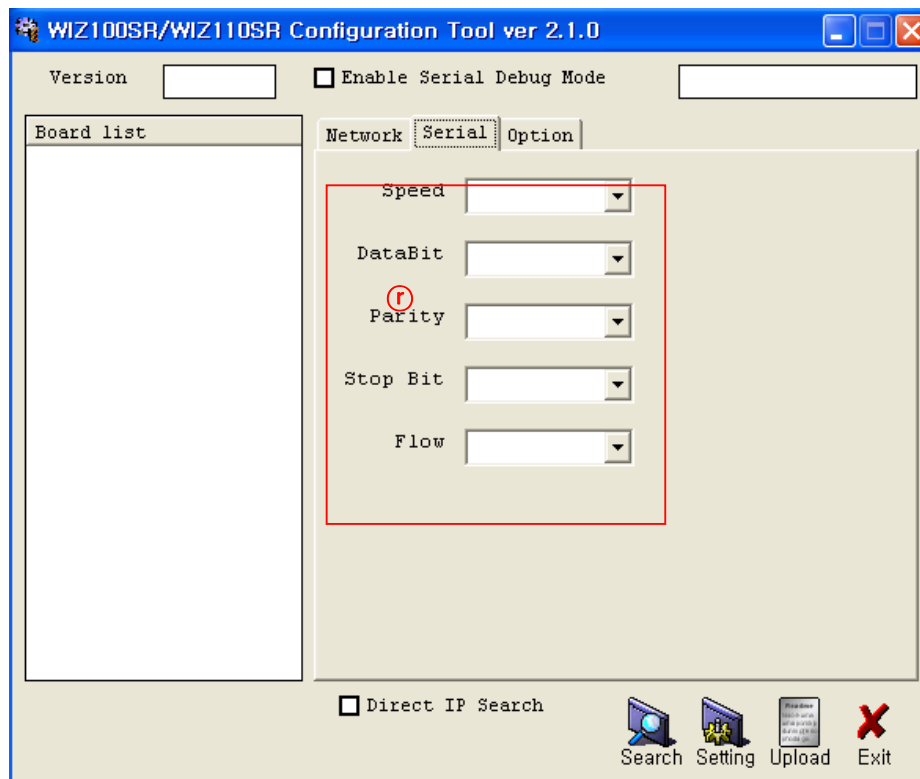 WIZ100SR/WIZ110SR Configuration Tool ver 2.1.0
Version
Enable Serial Debug Mode
Board list
Network Serial Option
Speed
DataBit
ⓡ
Parity
Stop Bit
Flow
Direct IP Search
Search Setting Upload Exit